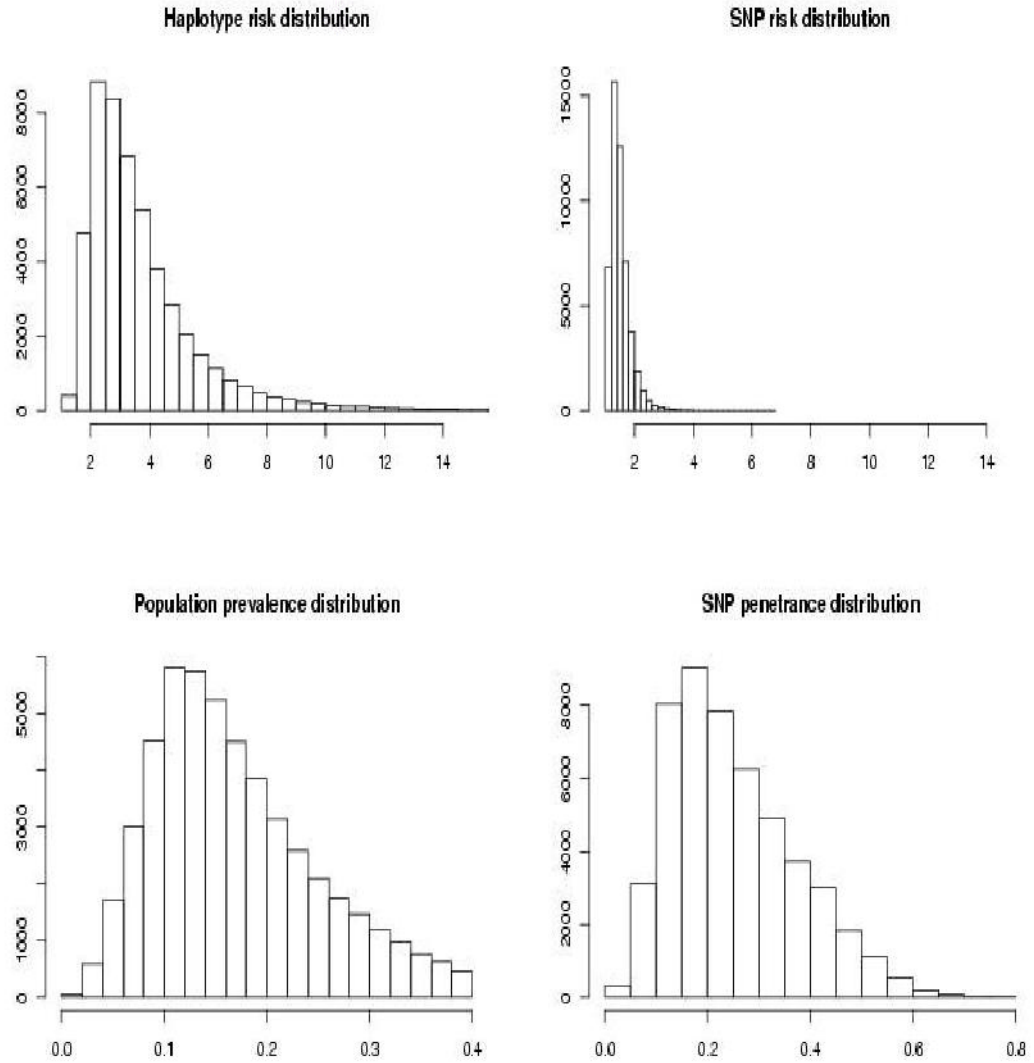 Haplotype risk distribution
8000
6000
4000
2000
0
2 4 6 8 10 12 14
SNP risk distribution
15000
10000
5000
0
2 4 6 8 10 12 14
Population prevalence distribution
5000
3000
1000
0
0.0 0.1 0.2 0.3 0.4
SNP penetrance distribution
8000
6000
4000
2000
0
0.0 0.2 0.4 0.6 0.8